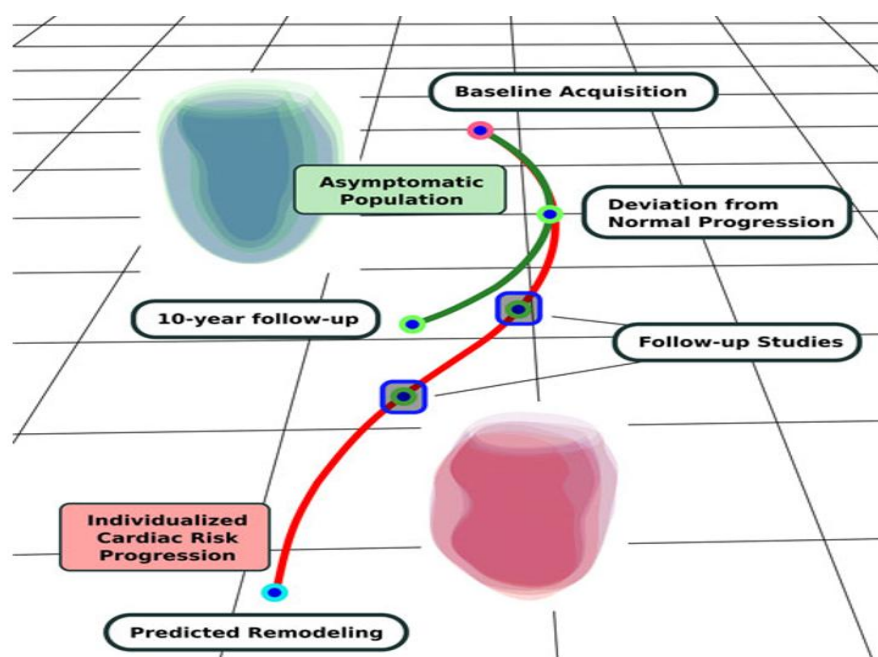 Baseline Acquisition
Asymptomatic
Population
Deviation from
Normal Progression
10-year follow-up
Follow-up Studies
Individualized
Cardiac Risk
Progression
Predicted Remodeling